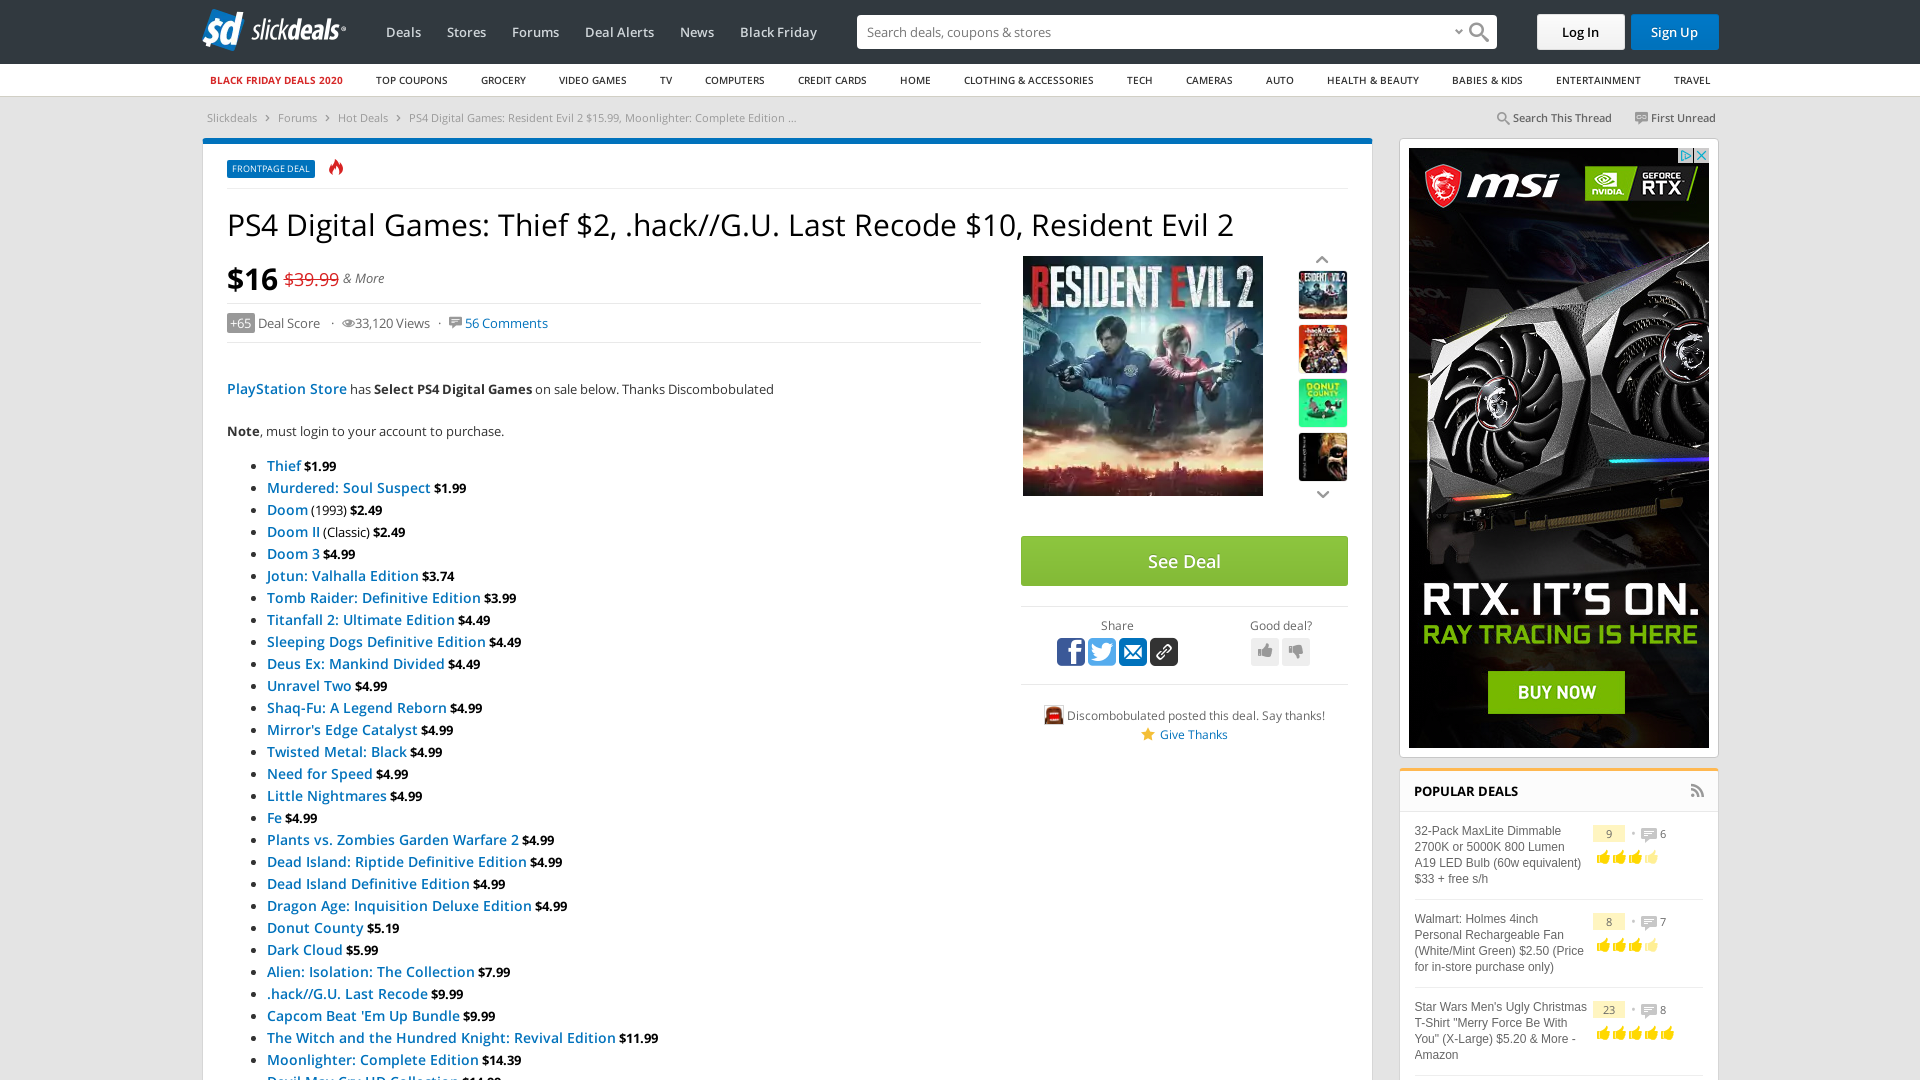 sd slickdeals
Deals Stores Forums Deal Alerts News Black Friday
Search deals, coupons & shopping
Log In
Sign Up
BLACK FRIDAY DEALS 2020 TOP COUPONS GROCERY VIDEO GAMES TV COMPUTERS CREDIT CARDS HOME CLOTHING & ACCESSORIES TECH CAMERAS AUTO HEALTH & BEAUTY BABIES & KIDS ENTERTAINMENT TRAVEL
Slickdeals › Forums › Hot Deals › PS4 Digital Games: Resident Evil 2 $15.99, Moonlighter: Complete Edition ...
Search This Thread
First Unread
FRONTPAGE DEAL
PS4 Digital Games: Thief $2, .hack//G.U. Last Recode $10, Resident Evil 2
$16 $39.99 & More
+65 Deal Score · 33,120 Views · 56 Comments
PlayStation Store has Select PS4 Digital Games on sale below. Thanks Discombobulated
Note, must login to your account to purchase.
• Thief $1.99
• Murdered: Soul Suspect $1.99
• Doom (1993) $2.49
• Doom II (Classic) $2.49
• Doom 3 $4.99
• Jotun: Valhalla Edition $3.74
• Tomb Raider: Definitive Edition $3.99
• Titanfall 2: Ultimate Edition $4.49
• Sleeping Dogs Definitive Edition $4.49
• Deus Ex: Mankind Divided $4.49
• Unravel Two $4.99
• Shaq-Fu: A Legend Reborn $4.99
• Mirror's Edge Catalyst $4.99
• Twisted Metal: Black $4.99
• Need for Speed $4.99
• Little Nightmares $4.99
• Fe $4.99
• Plants vs. Zombies Garden Warfare 2 $4.99
• Dead Island: Riptide Definitive Edition $4.99
• Dead Island Definitive Edition $4.99
• Dragon Age: Inquisition Deluxe Edition $4.99
• Donut County $5.19
• Dark Cloud $5.99
• Alien: Isolation: The Collection $7.99
• .hack//G.U. Last Recode $9.99
• Capcom Beat 'Em Up Bundle $9.99
• The Witch and the Hundred Knight: Revival Edition $11.99
• Moonlighter: Complete Edition $14.39
RESIDENT EVIL 2
RESIDENT EVIL 2
.hack//G.U.
DONUT COUNTY
See Deal
Share
Good deal?
Discombobulated posted this deal. Say thanks!
Give Thanks
msi
NVIDIA
GEFORCE RTX
RTX. IT'S ON.
RAY TRACING IS HERE
BUY NOW
POPULAR DEALS
32-Pack MaxLite Dimmable
2700K or 5000K 800 Lumen
A19 LED Bulb (60w equivalent)
$33 + free s/h
9 • 6
Walmart: Holmes 4inch
Personal Rechargeable Fan
(White/Mint Green) $2.50 (Price
for in-store purchase only)
8 • 7
Star Wars Men's Ugly Christmas
T-Shirt "Merry Force Be With
You" (X-Large) $5.20 & More -
Amazon
23 • 8